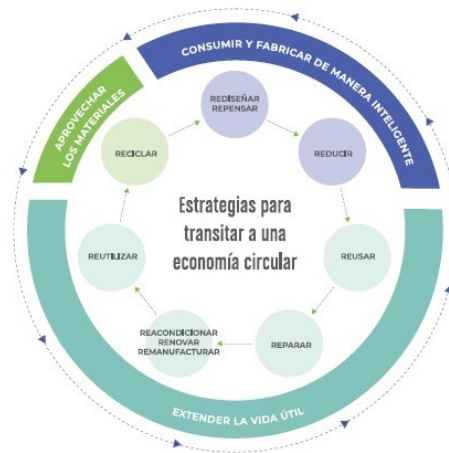 CONSUMIR Y FABRICAR DE MANERA INTELIGENTE
APROVECHAR
LOS MATERIALES
REDISEÑAR
REPENSAR
RECICLAR
REDUCIR
Estrategias para
transitar a una
economía circular
REUTILIZAR
REUSAR
REACONDICIONAR
RENOVAR
REMANUFACTURAR
REPARAR
EXTENDER LA VIDA ÚTIL